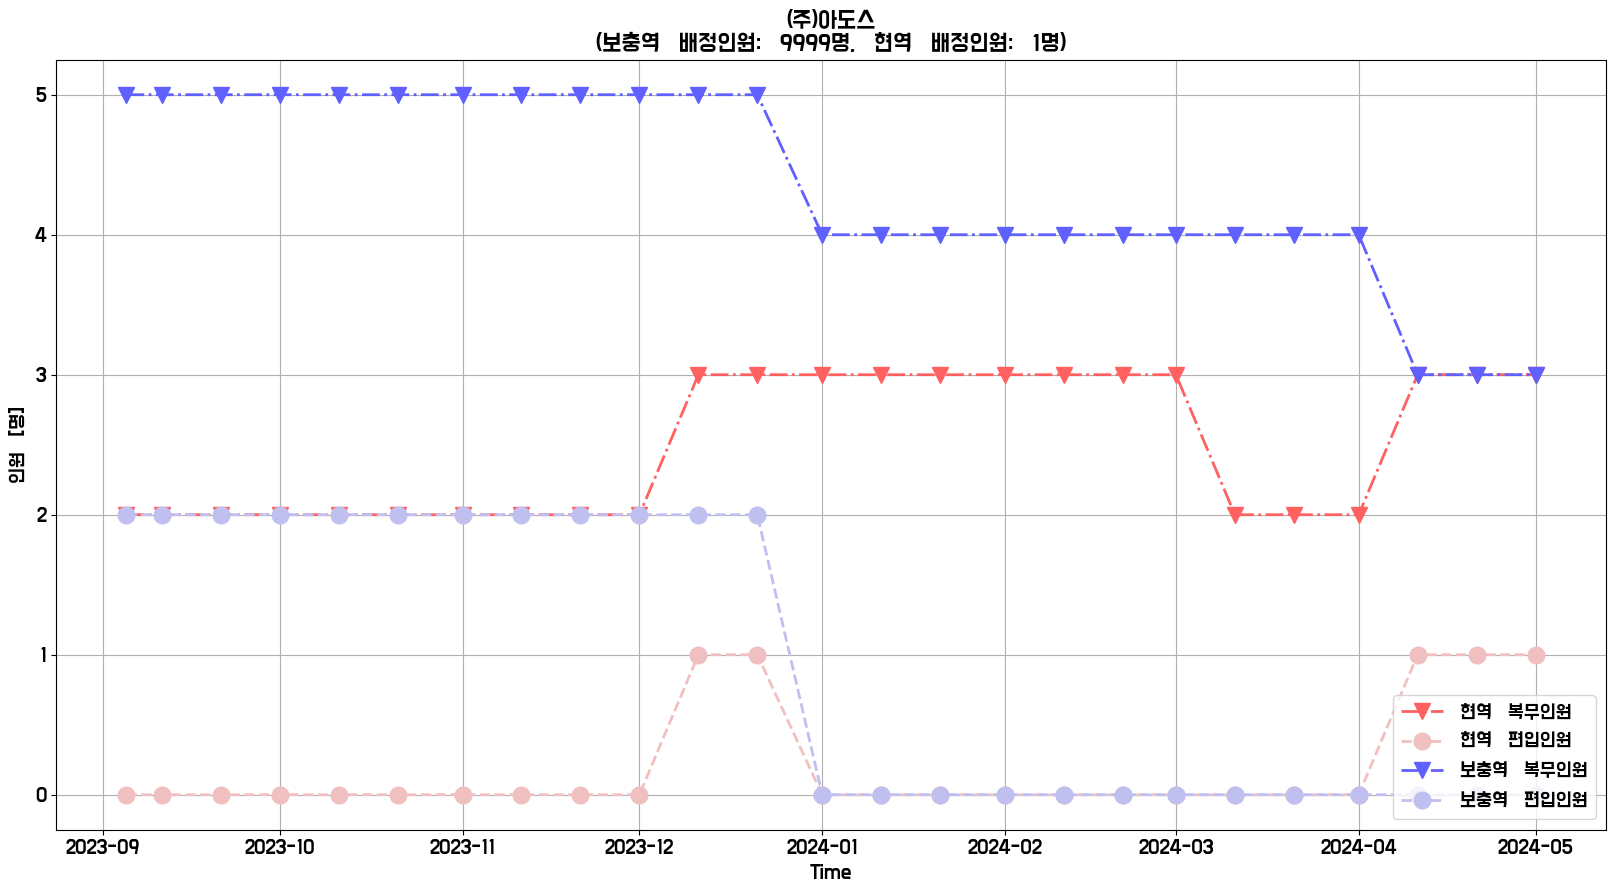 (주)아도스
(보충역 배정인원: 9999명, 현역 배정인원: 1명)
5
4
3
2
1
0
인원 [명]
현역 복무인원
현역 편입인원
보충역 복무인원
보충역 편입인원
2023-09 2023-10 2023-11 2023-12 2024-01 2024-02 2024-03 2024-04 2024-05
Time